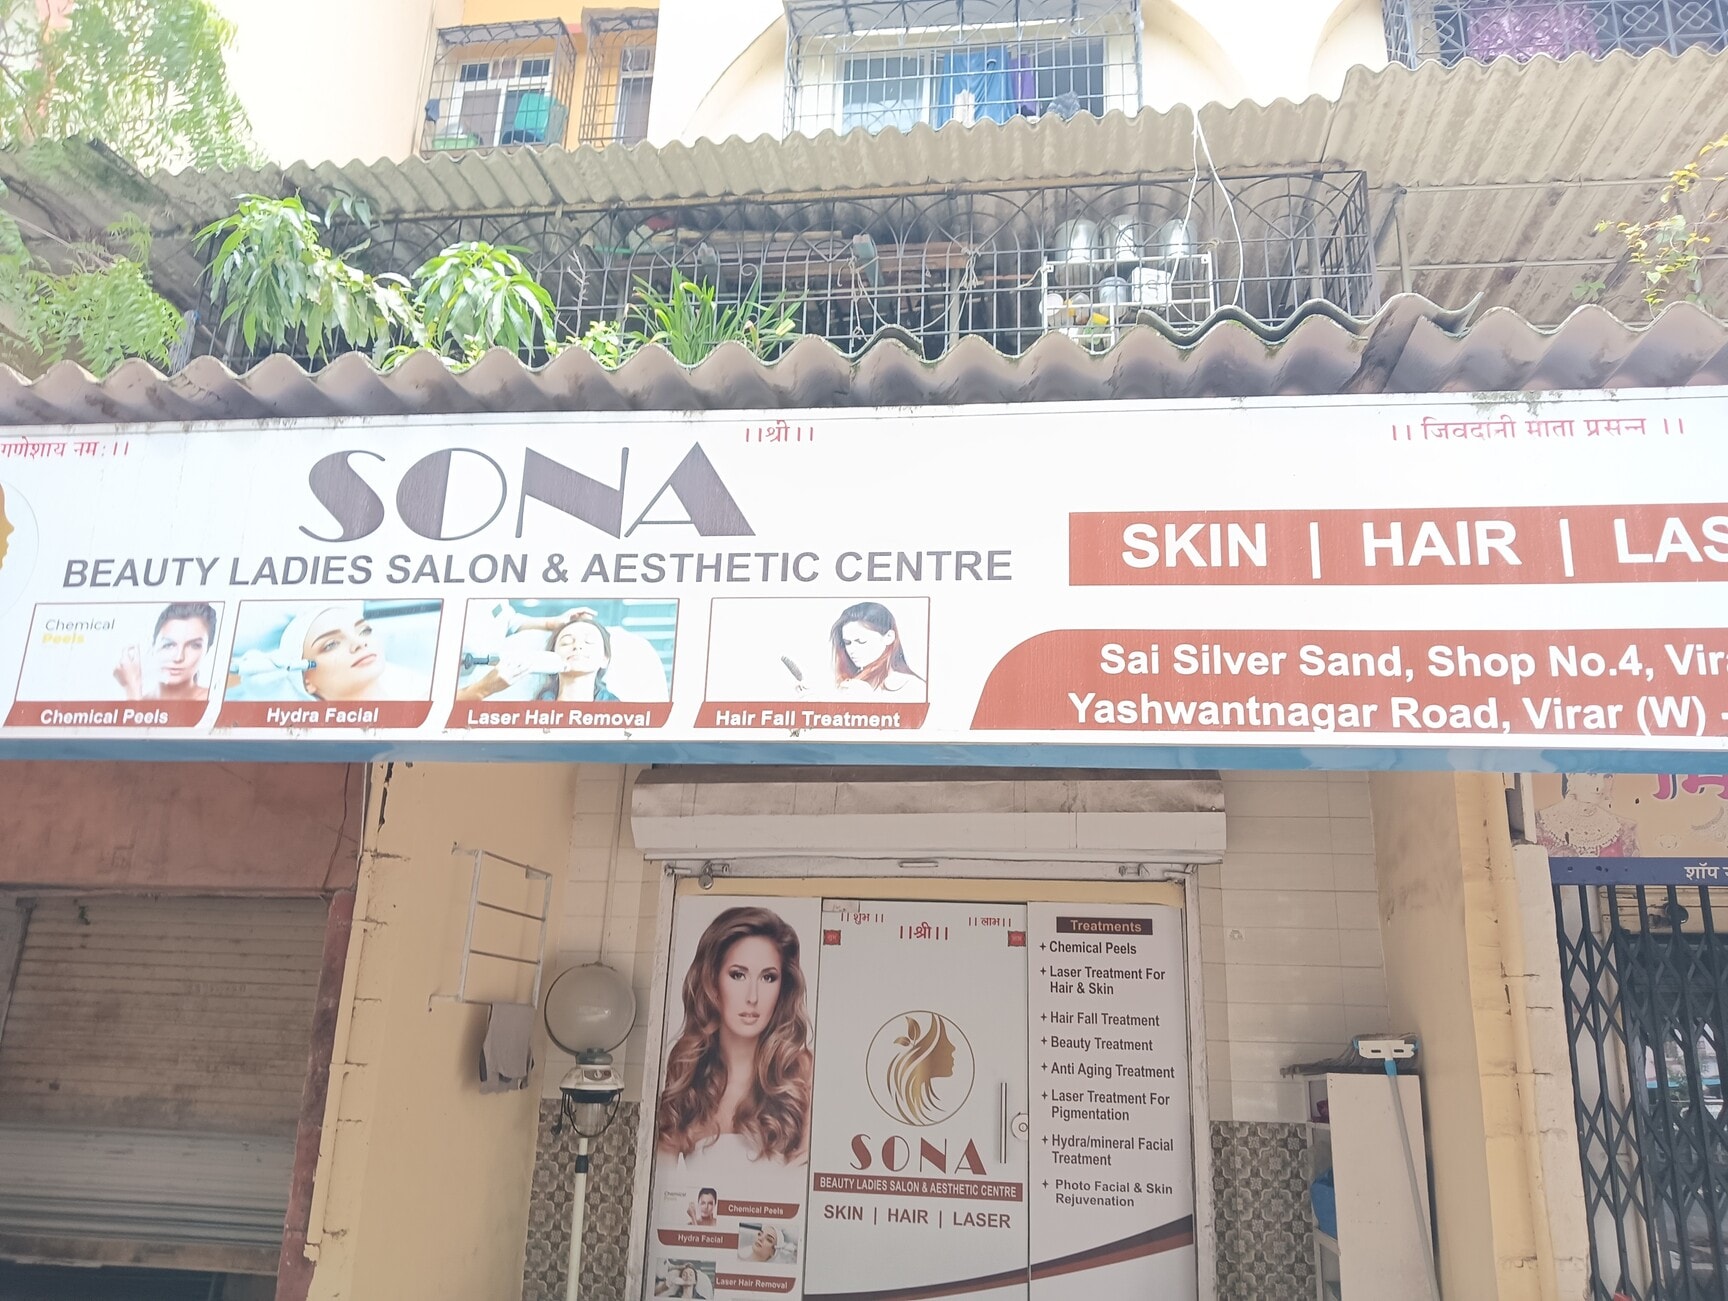 गणेशाय नमः।।
।।श्री।।
।। जिवदानी माता प्रसन्न ।।
SONA
BEAUTY LADIES SALON & AESTHETIC CENTRE
SKIN | HAIR |
Chemical
Peels
Chemical Peels
Hydra Facial
Laser Hair Removal
Hair Fall Treatment
Sai Silver Sand, Shop No.4,
Yashwantnagar Road, Virar (W)
शॉप
।। शुभ ।।
।।श्री।।
।। लाभ।।
SONA
BEAUTY LADIES SALON & AESTHETIC CENTRE
SKIN | HAIR | LASER
Chemical
Peels
Chemical Peels
Hydra Facial
Laser Hair Removal
Treatments
+ Chemical Peels
+ Laser Treatment For
Hair & Skin
+ Hair Fall Treatment
+ Beauty Treatment
+ Anti Aging Treatment
+ Laser Treatment For
Pigmentation
+ Hydra/mineral Facial
Treatment
+ Photo Facial & Skin
Rejuvenation